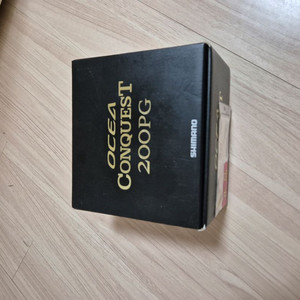 OCEA
CONQUEST
200PG
SHIMANO